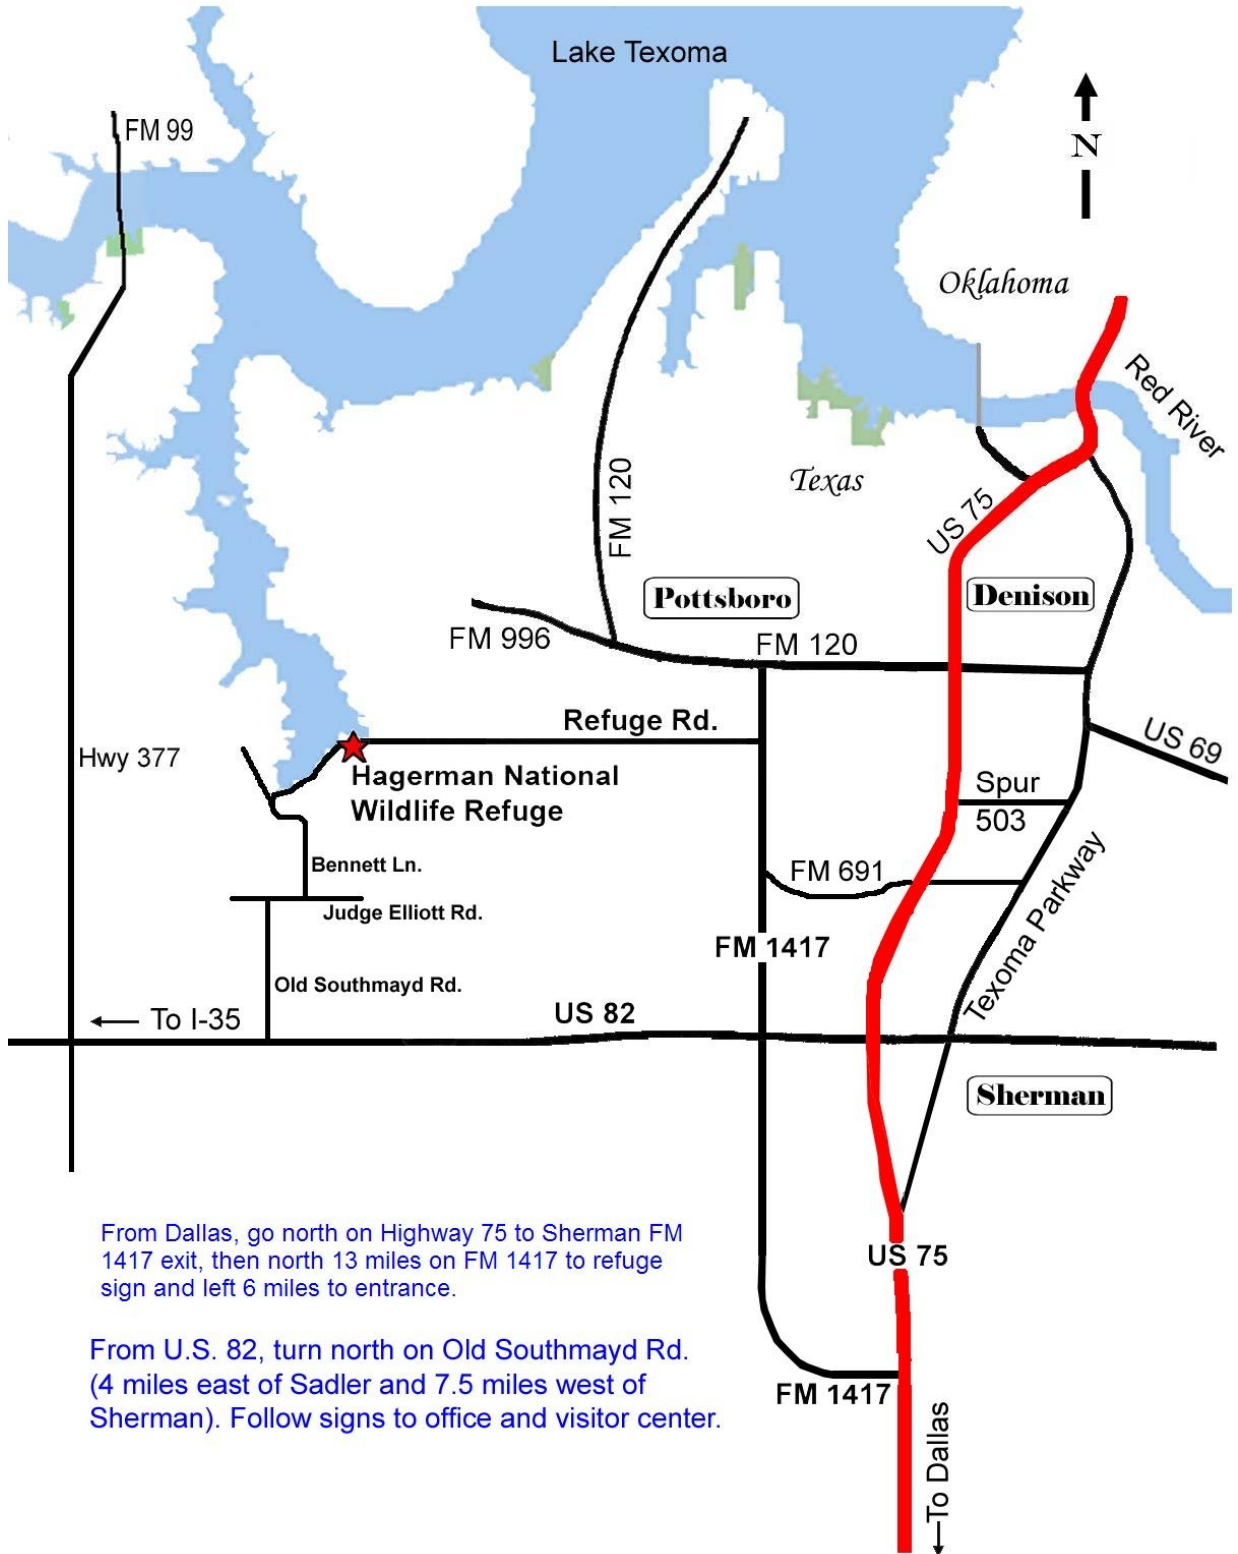 Lake Texoma
FM 99
N
Oklahoma
Red River
Texas
FM 120
US 75
Pottsboro
Denison
FM 996
FM 120
Refuge Rd.
US 69
Hwy 377
Hagerman National
Wildlife Refuge
Spur
503
Bennett Ln.
FM 691
Judge Elliott Rd.
Texoma Parkway
FM 1417
Old Southmayd Rd.
To I-35
US 82
Sherman
From Dallas, go north on Highway 75 to Sherman FM
1417 exit, then north 13 miles on FM 1417 to refuge
sign and left 6 miles to entrance.
US 75
From U.S. 82, turn north on Old Southmayd Rd.
(4 miles east of Sadler and 7.5 miles west of
Sherman). Follow signs to office and visitor center.
FM 1417
To Dallas